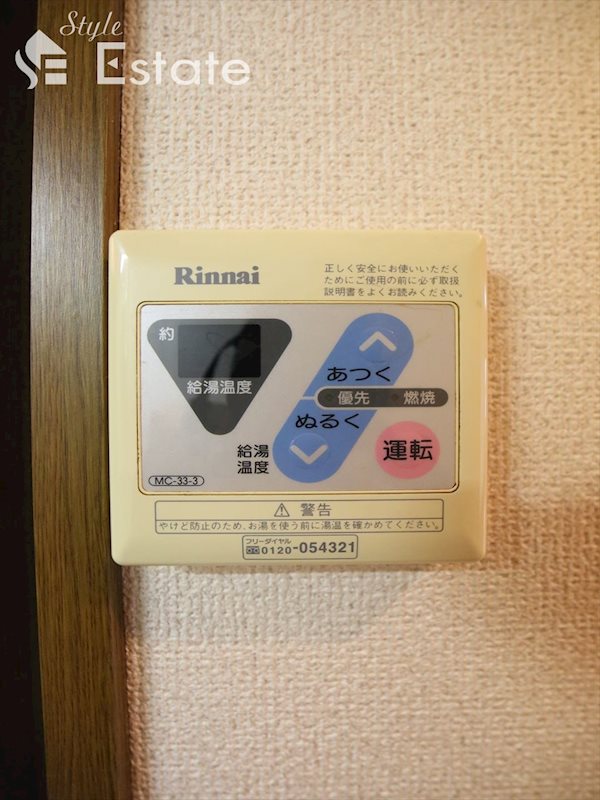 Style
Estate
Rinnai
正しく安全にお使いいただく
ためにご使用の前に必ず取扱
説明書をよくお読みください。
約
給湯温度
あつく
優先 燃焼
ぬるく
給湯
温度
運転
MC-33-3
警告
やけど防止のため、お湯を使う前に湯温を確かめてください。
フリーダイヤル
0120-054321